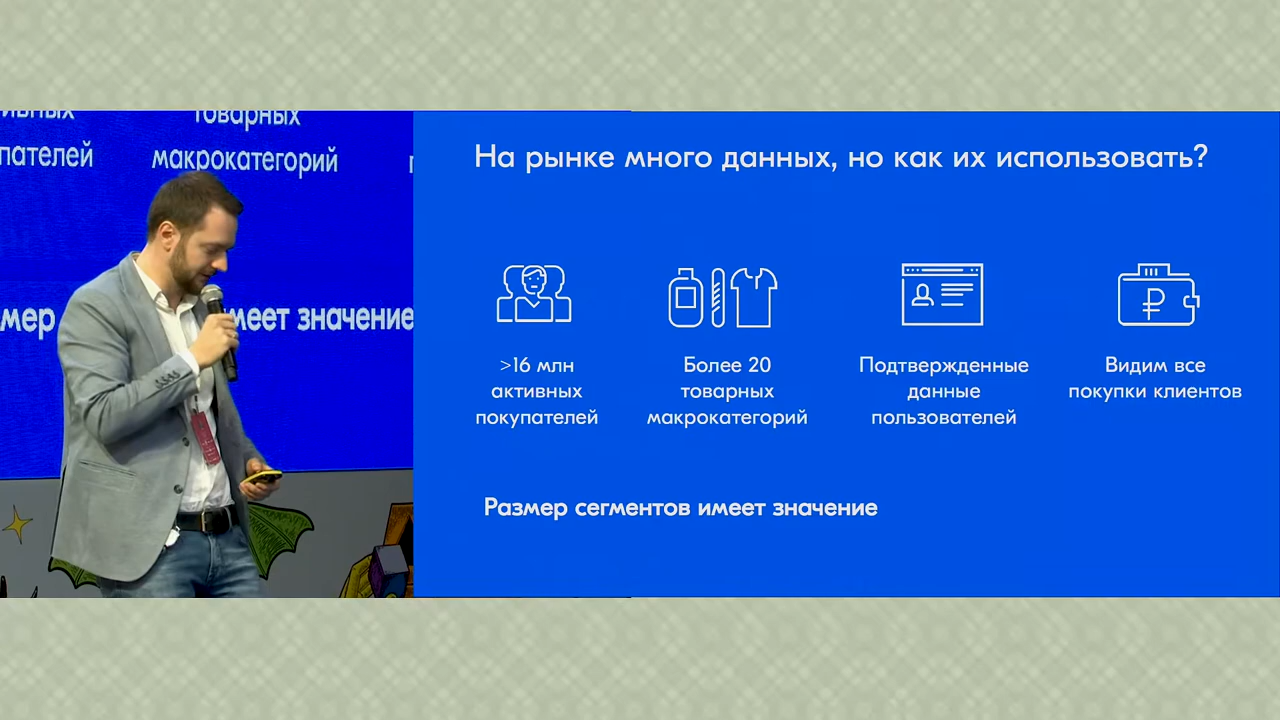 товарных
пателей
макрокатегорий
мер
имеет значение
На рынке много данных, но как их использовать?
>16 млн
активных
покупателей
Более 20
товарных
макрокатегорий
Подтвержденные
данные
пользователей
Видим все
покупки клиентов
Размер сегментов имеет значение